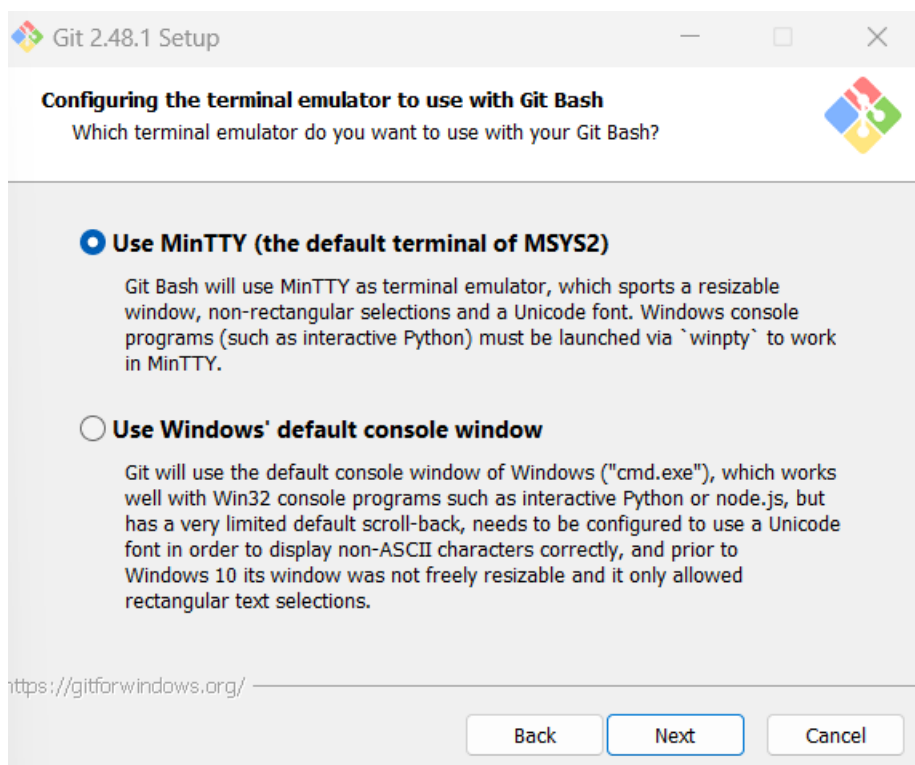 Git 2.48.1 Setup
Configuring the terminal emulator to use with Git Bash
Which terminal emulator do you want to use with your Git Bash?
Use MinTTY (the default terminal of MSYS2)
Git Bash will use MinTTY as terminal emulator, which sports a resizable
window, non-rectangular selections and a Unicode font. Windows console
programs (such as interactive Python) must be launched via `winpty` to work
in MinTTY.
Use Windows' default console window
Git will use the default console window of Windows ("cmd.exe"), which works
well with Win32 console programs such as interactive Python or node.js, but
has a very limited default scroll-back, needs to be configured to use a Unicode
font in order to display non-ASCII characters correctly, and prior to
Windows 10 its window was not freely resizable and it only allowed
rectangular text selections.
https://gitforwindows.org/
Back Next Cancel